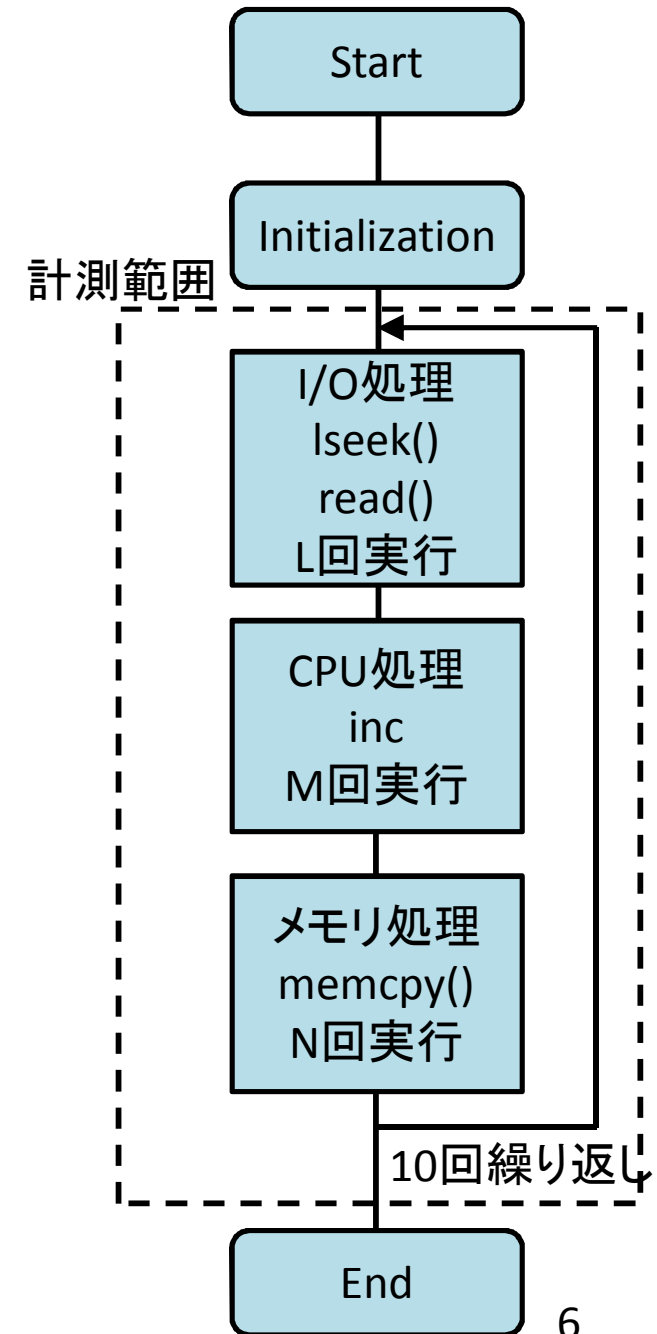 Start
Initialization
計測範囲
I/O処理
lseek()
read()
L回実行
CPU処理
inc
M回実行
メモリ処理
memcpy()
N回実行
10回繰り返し
End
6